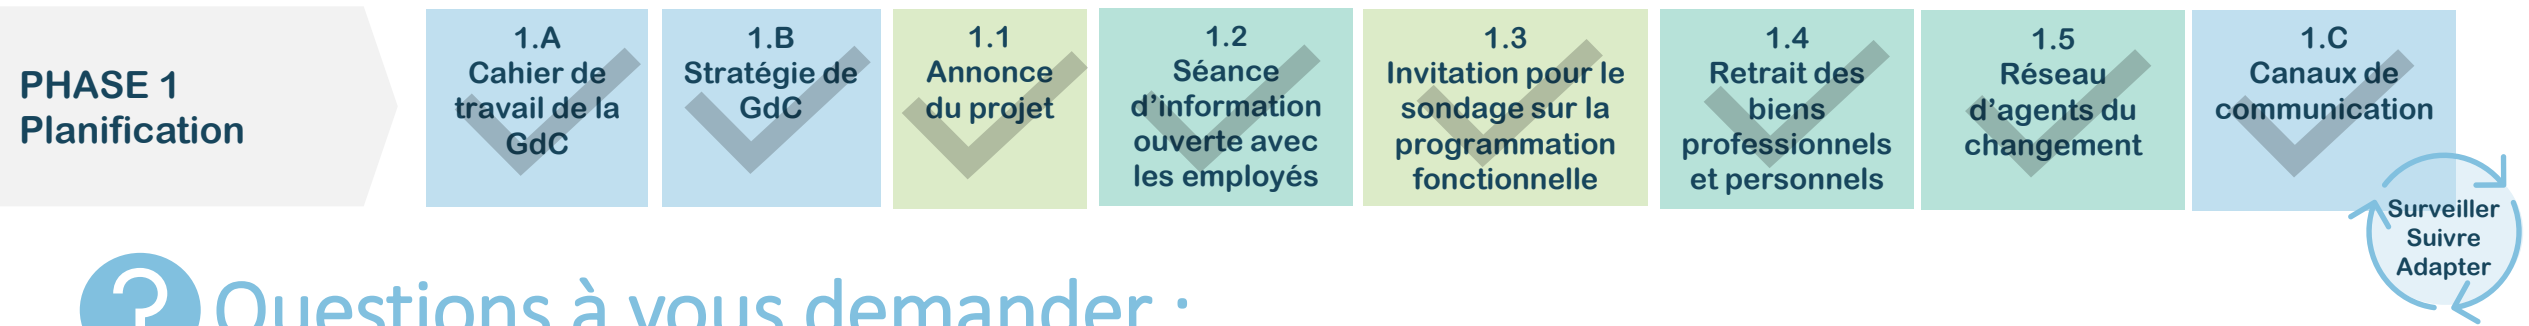 PHASE 1
Planification
1.A
Cahier de
travail de la
GdC
1.B
Stratégie de
GdC
1.1
Annonce
du projet
1.2
Séance
d’information
ouverte avec
les employés
1.3
Invitation pour le
sondage sur la
programmation
fonctionnelle
1.4
Retrait des
biens
professionnels
et personnels
1.5
Réseau
d’agents du
changement
1.C
Canaux de
communication
Surveiller
Suivre
Adapter
? Questions à vous demander :